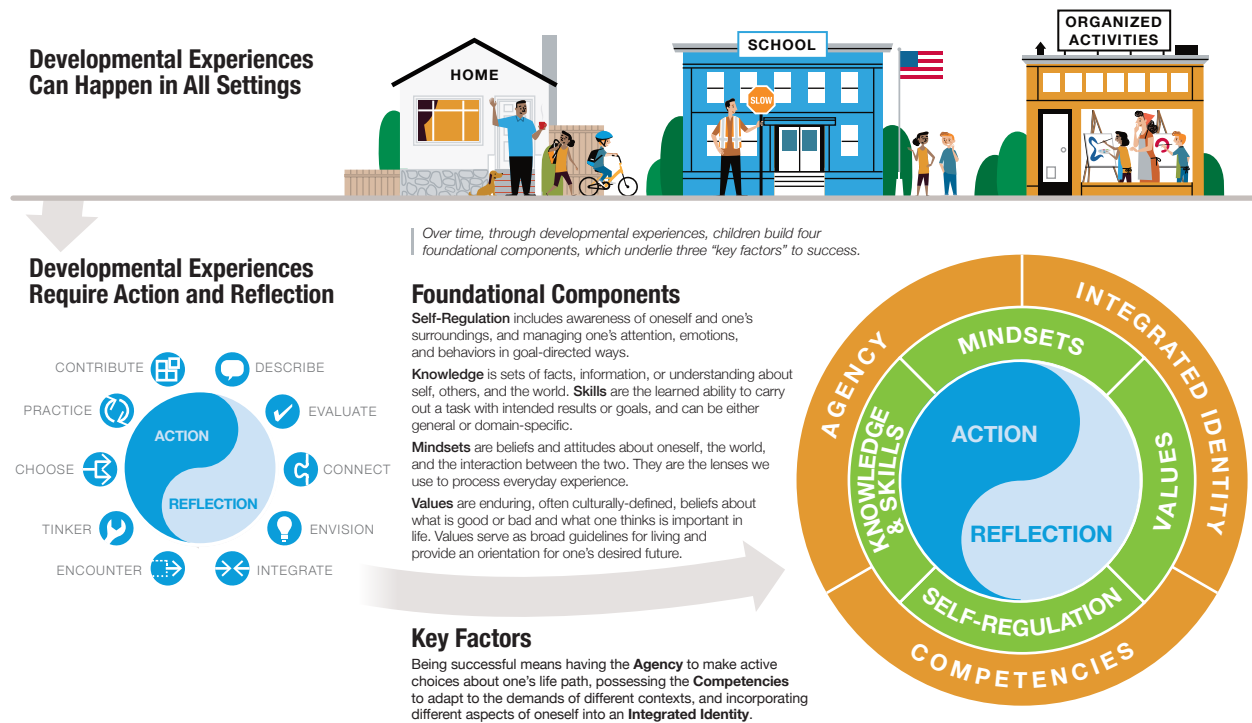 Developmental Experiences
Can Happen in All Settings
HOME
SCHOOL
SLOW
ORGANIZED
ACTIVITIES
Developmental Experiences
Require Action and Reflection
CONTRIBUTE
DESCRIBE
PRACTICE
EVALUATE
CHOOSE
CONNECT
TINKER
ENVISION
ENCOUNTER
INTEGRATE
ACTION
REFLECTION
Over time, through developmental experiences, children build four
foundational components, which underlie three “key factors” to success.
Foundational Components
Self-Regulation includes awareness of oneself and one’s
surroundings, and managing one’s attention, emotions,
and behaviors in goal-directed ways.
Knowledge is sets of facts, information, or understanding about
self, others, and the world. Skills are the learned ability to carry
out a task with intended results or goals, and can be either
general or domain-specific.
Mindsets are beliefs and attitudes about oneself, the world,
and the interaction between the two. They are the lenses we
use to process everyday experience.
Values are enduring, often culturally-defined, beliefs about
what is good or bad and what one thinks is important in
life. Values serve as broad guidelines for living and
provide an orientation for one’s desired future.
Key Factors
Being successful means having the Agency to make active
choices about one’s life path, possessing the Competencies
to adapt to the demands of different contexts, and incorporating
different aspects of oneself into an Integrated Identity.
AGENCY
INTEGRATED IDENTITY
COMPETENCIES
MINDSETS
KNOWLEDGE
& SKILLS
VALUES
SELF-REGULATION
ACTION
REFLECTION